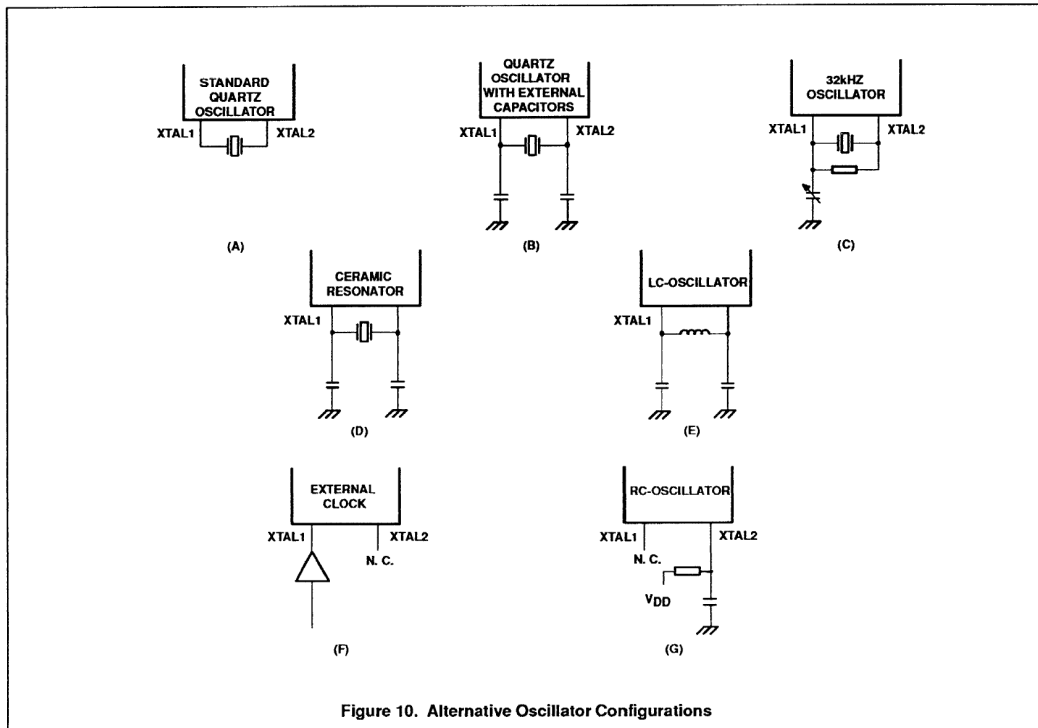 STANDARD
QUARTZ
OSCILLATOR
XTAL1
XTAL2
(A)
QUARTZ
OSCILLATOR
WITH EXTERNAL
CAPACITORS
XTAL1
XTAL2
(B)
32kHZ
OSCILLATOR
XTAL1
XTAL2
(C)
CERAMIC
RESONATOR
XTAL1
(D)
LC-OSCILLATOR
XTAL1
(E)
EXTERNAL
CLOCK
XTAL1
XTAL2
N. C.
(F)
RC-OSCILLATOR
XTAL1
XTAL2
N. C.
VDD
(G)
Figure 10. Alternative Oscillator Configurations